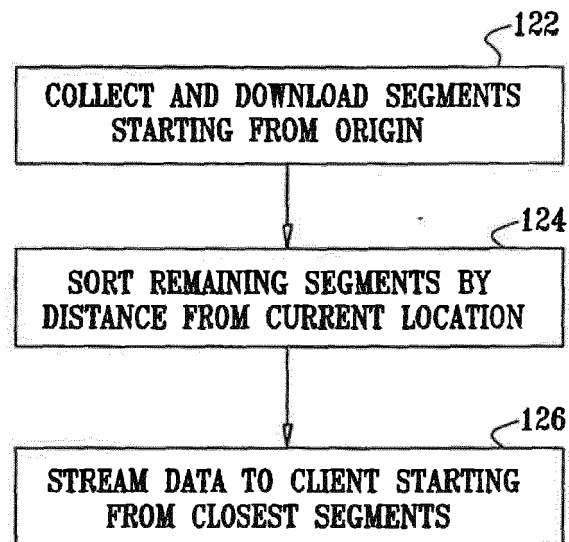 122
COLLECT AND DOWNLOAD SEGMENTS
STARTING FROM ORIGIN
124
SORT REMAINING SEGMENTS BY
DISTANCE FROM CURRENT LOCATION
126
STREAM DATA TO CLIENT STARTING
FROM CLOSEST SEGMENTS